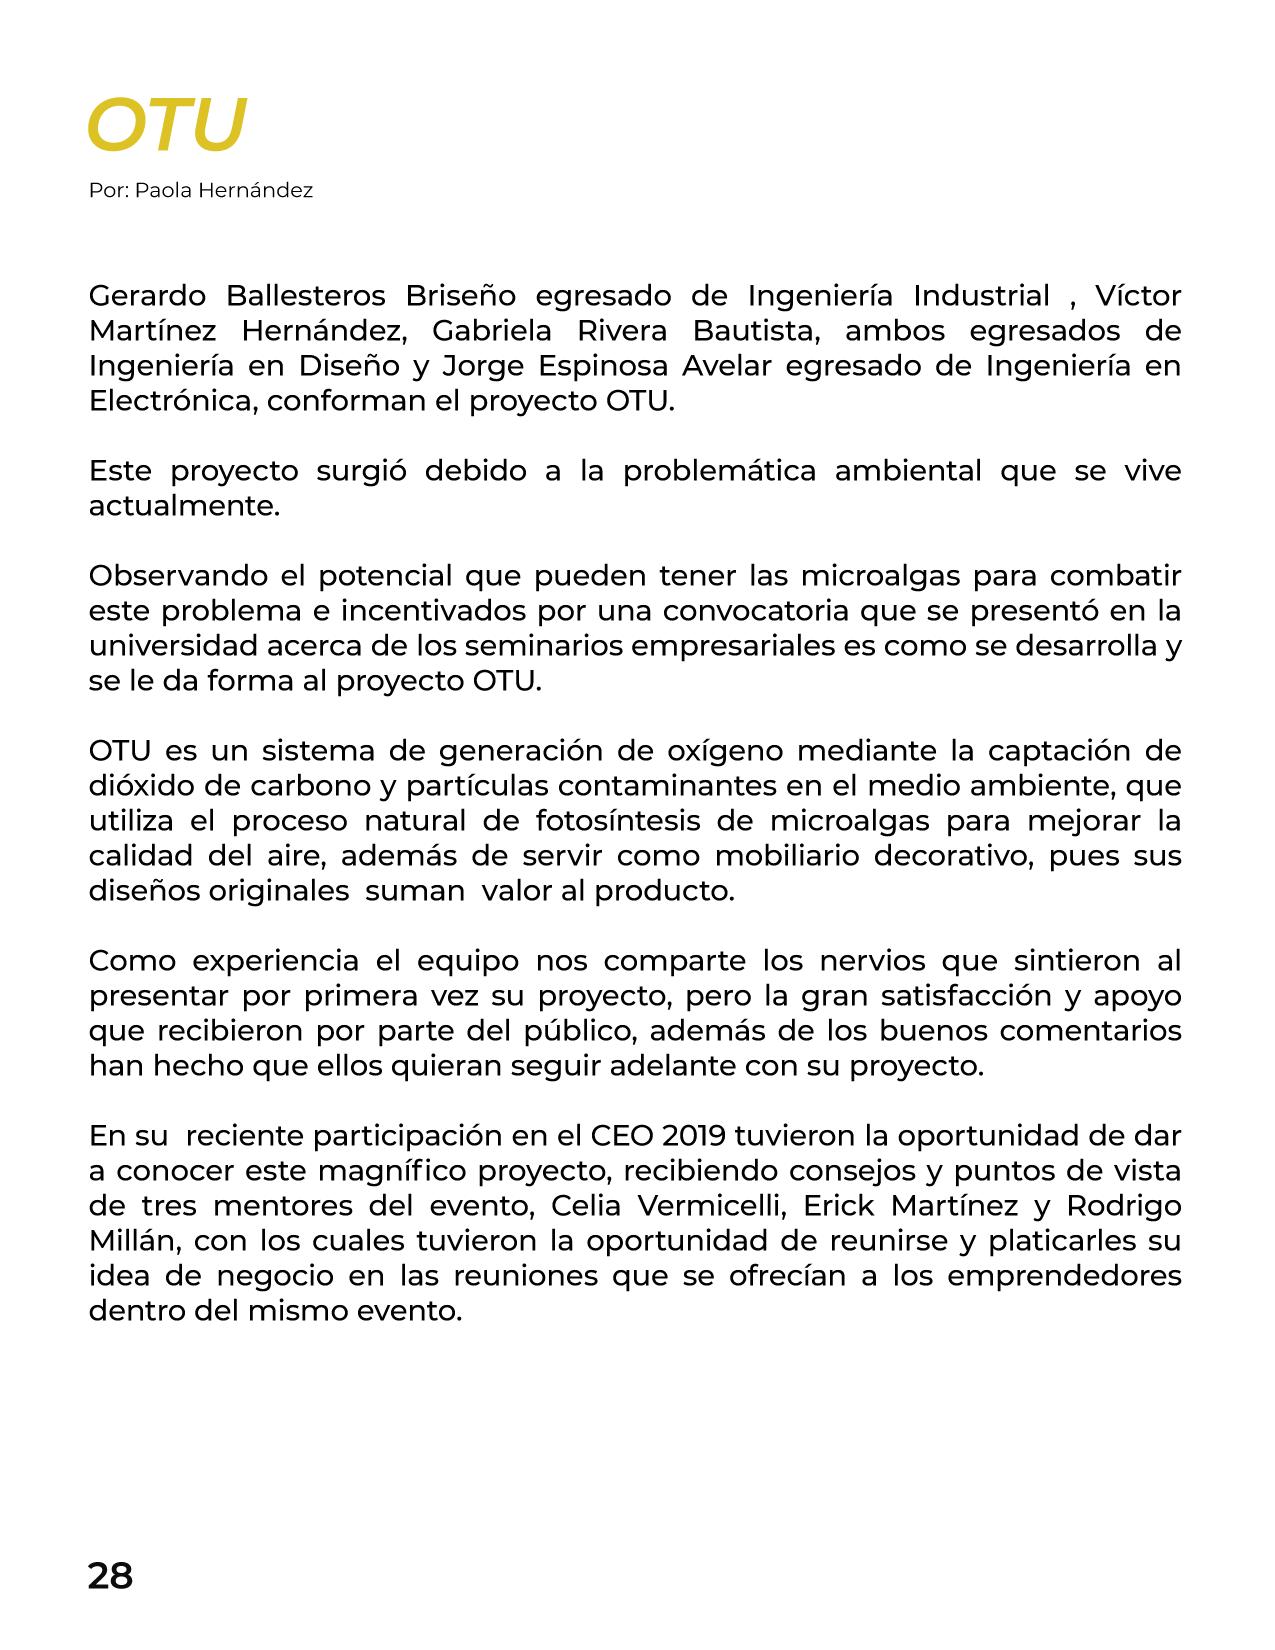 OTU
Por: Paola Hernández
Gerardo Ballesteros Briseño egresado de Ingeniería Industrial , Víctor
Martínez Hernández, Gabriela Rivera Bautista, ambos egresados de
Ingeniería en Diseño y Jorge Espinosa Avelar egresado de Ingeniería en
Electrónica, conforman el proyecto OTU.
Este proyecto surgió debido a la problemática ambiental que se vive
actualmente.
Observando el potencial que pueden tener las microalgas para combatir
este problema e incentivados por una convocatoria que se presentó en la
universidad acerca de los seminarios empresariales es como se desarrolla y
se le da forma al proyecto OTU.
OTU es un sistema de generación de oxígeno mediante la captación de
dióxido de carbono y partículas contaminantes en el medio ambiente, que
utiliza el proceso natural de fotosíntesis de microalgas para mejorar la
calidad del aire, además de servir como mobiliario decorativo, pues sus
diseños originales  suman  valor al producto.
Como experiencia el equipo nos comparte los nervios que sintieron al
presentar por primera vez su proyecto, pero la gran satisfacción y apoyo
que recibieron por parte del público, además de los buenos comentarios
han hecho que ellos quieran seguir adelante con su proyecto.
En su  reciente participación en el CEO 2019 tuvieron la oportunidad de dar
a conocer este magnífico proyecto, recibiendo consejos y puntos de vista
de tres mentores del evento, Celia Vermicelli, Erick Martínez y Rodrigo
Millán, con los cuales tuvieron la oportunidad de reunirse y platicarles su
idea de negocio en las reuniones que se ofrecían a los emprendedores
dentro del mismo evento.
28